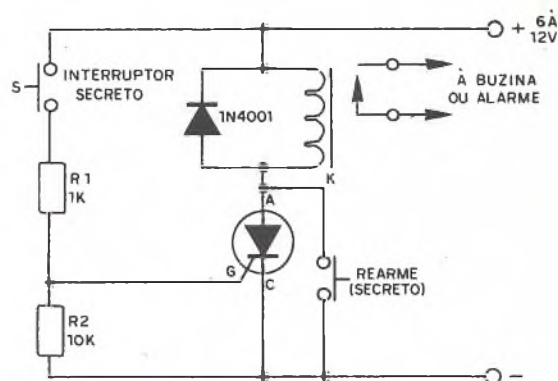 + 6À
12V
S
INTERRUPTOR
SECRETO
1N4001
À BUZINA
OU ALARME
K
R1
1K
A
G
C
REARME
(SECRETO)
R2
10K
-